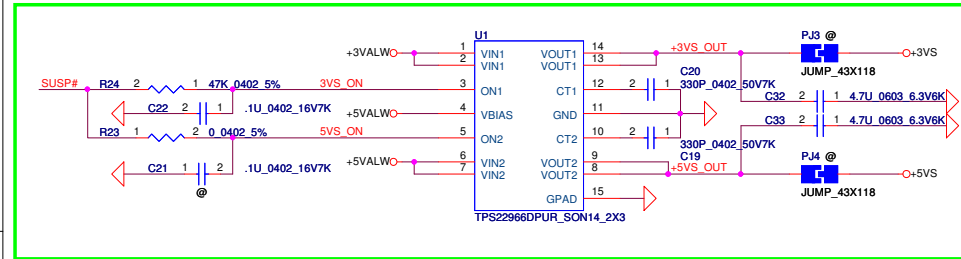 U1
PJ3 @
+3VALW
1 VIN1 VOUT1 14 +3VS_OUT +3VS
2 VIN1 VOUT1 13
JUMP_43X118
SUSP# R24 2 1 47K_0402_5% 3VS_ON 3 ON1 CT1 12 2 1 C20
330P_0402_50V7K
C22 2 1 .1U_0402_16V7K +5VALW 4 VBIAS GND 11
C32 2 1 4.7U_0603_6.3V6K
R23 1 2 0_0402_5% 5VS_ON 5 ON2 CT2 10 2 1
330P_0402_50V7K
C19
C33 2 1 4.7U_0603_6.3V6K
C21 1 2 .1U_0402_16V7K
@
+5VALW 6 VIN2 VOUT2 9
7 VIN2 VOUT2 8 +5VS_OUT
PJ4 @
+5VS
JUMP_43X118
GPAD 15
TPS22966DPUR_SON14_2X3